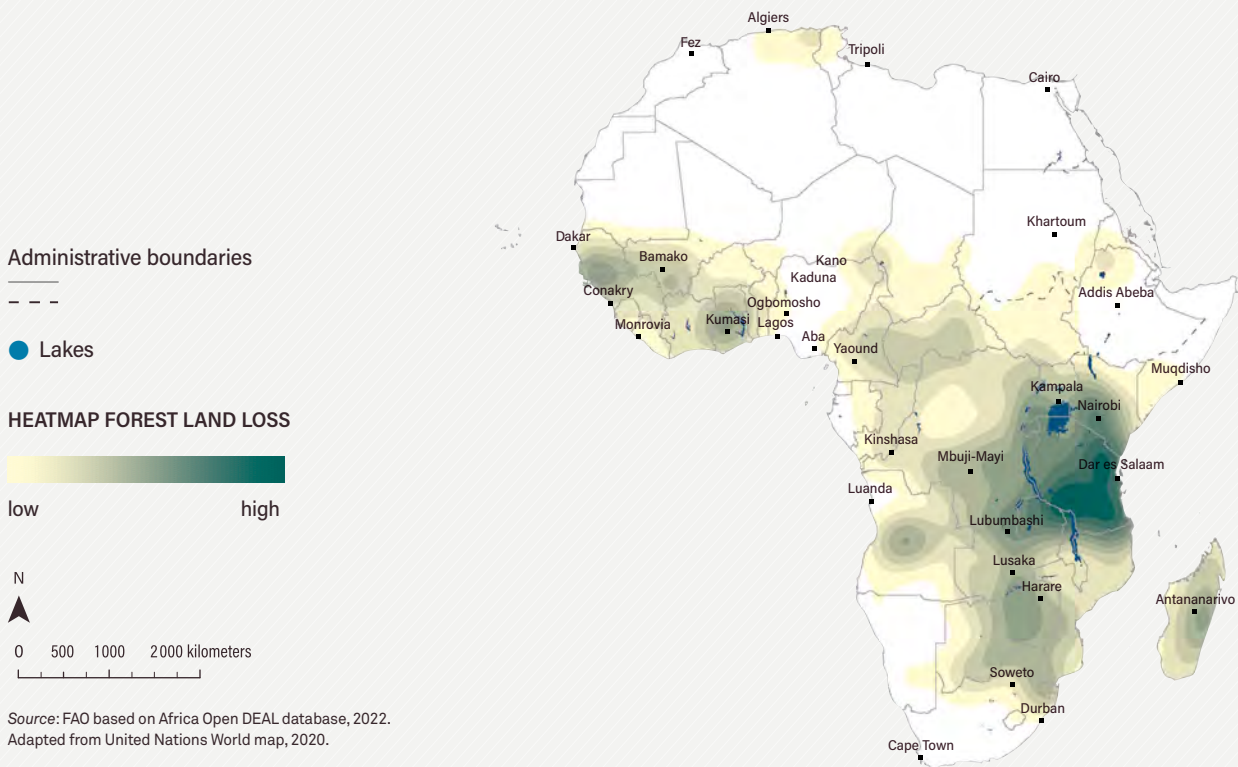 Administrative boundaries
Lakes
HEATMAP FOREST LAND LOSS
low high
N
0 500 1000 2 000 kilometers
Source: FAO based on Africa Open DEAL database, 2022.
Adapted from United Nations World map, 2020.
Algiers
Fez
Tripoli
Cairo
Khartoum
Dakar
Bamako
Kano
Kaduna
Conakry
Ogbomosho
Addis Abeba
Monrovia
Kumasi
Lagos
Aba
Yaound
Muqdisho
Kampala
Nairobi
Kinshasa
Mbuji-Mayi
Dar es Salaam
Luanda
Lubumbashi
Lusaka
Harare
Antananarivo
Soweto
Durban
Cape Town